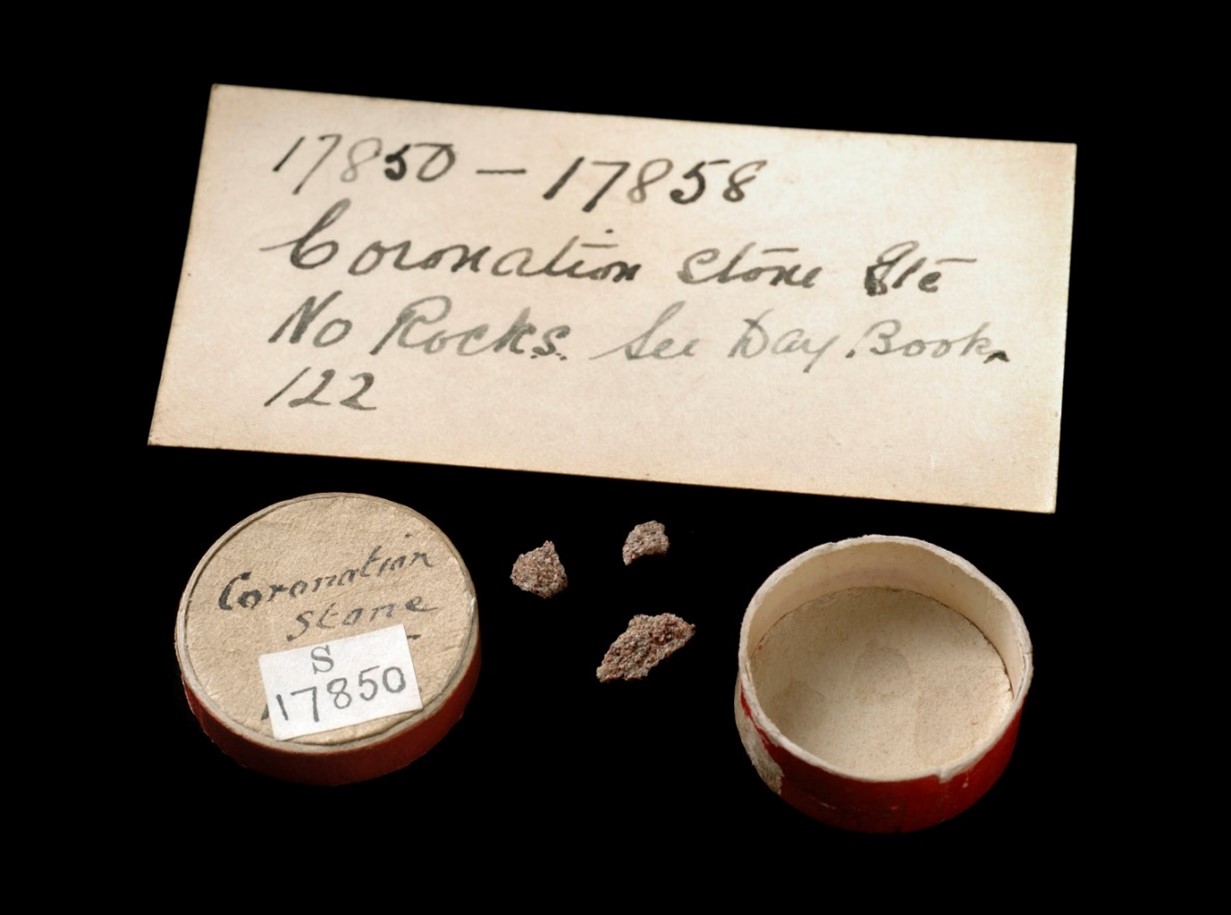 17850 – 17858
Coronation Stone Etc
No Rocks. See Day Book.
122
Coronation
Stone
S
17850